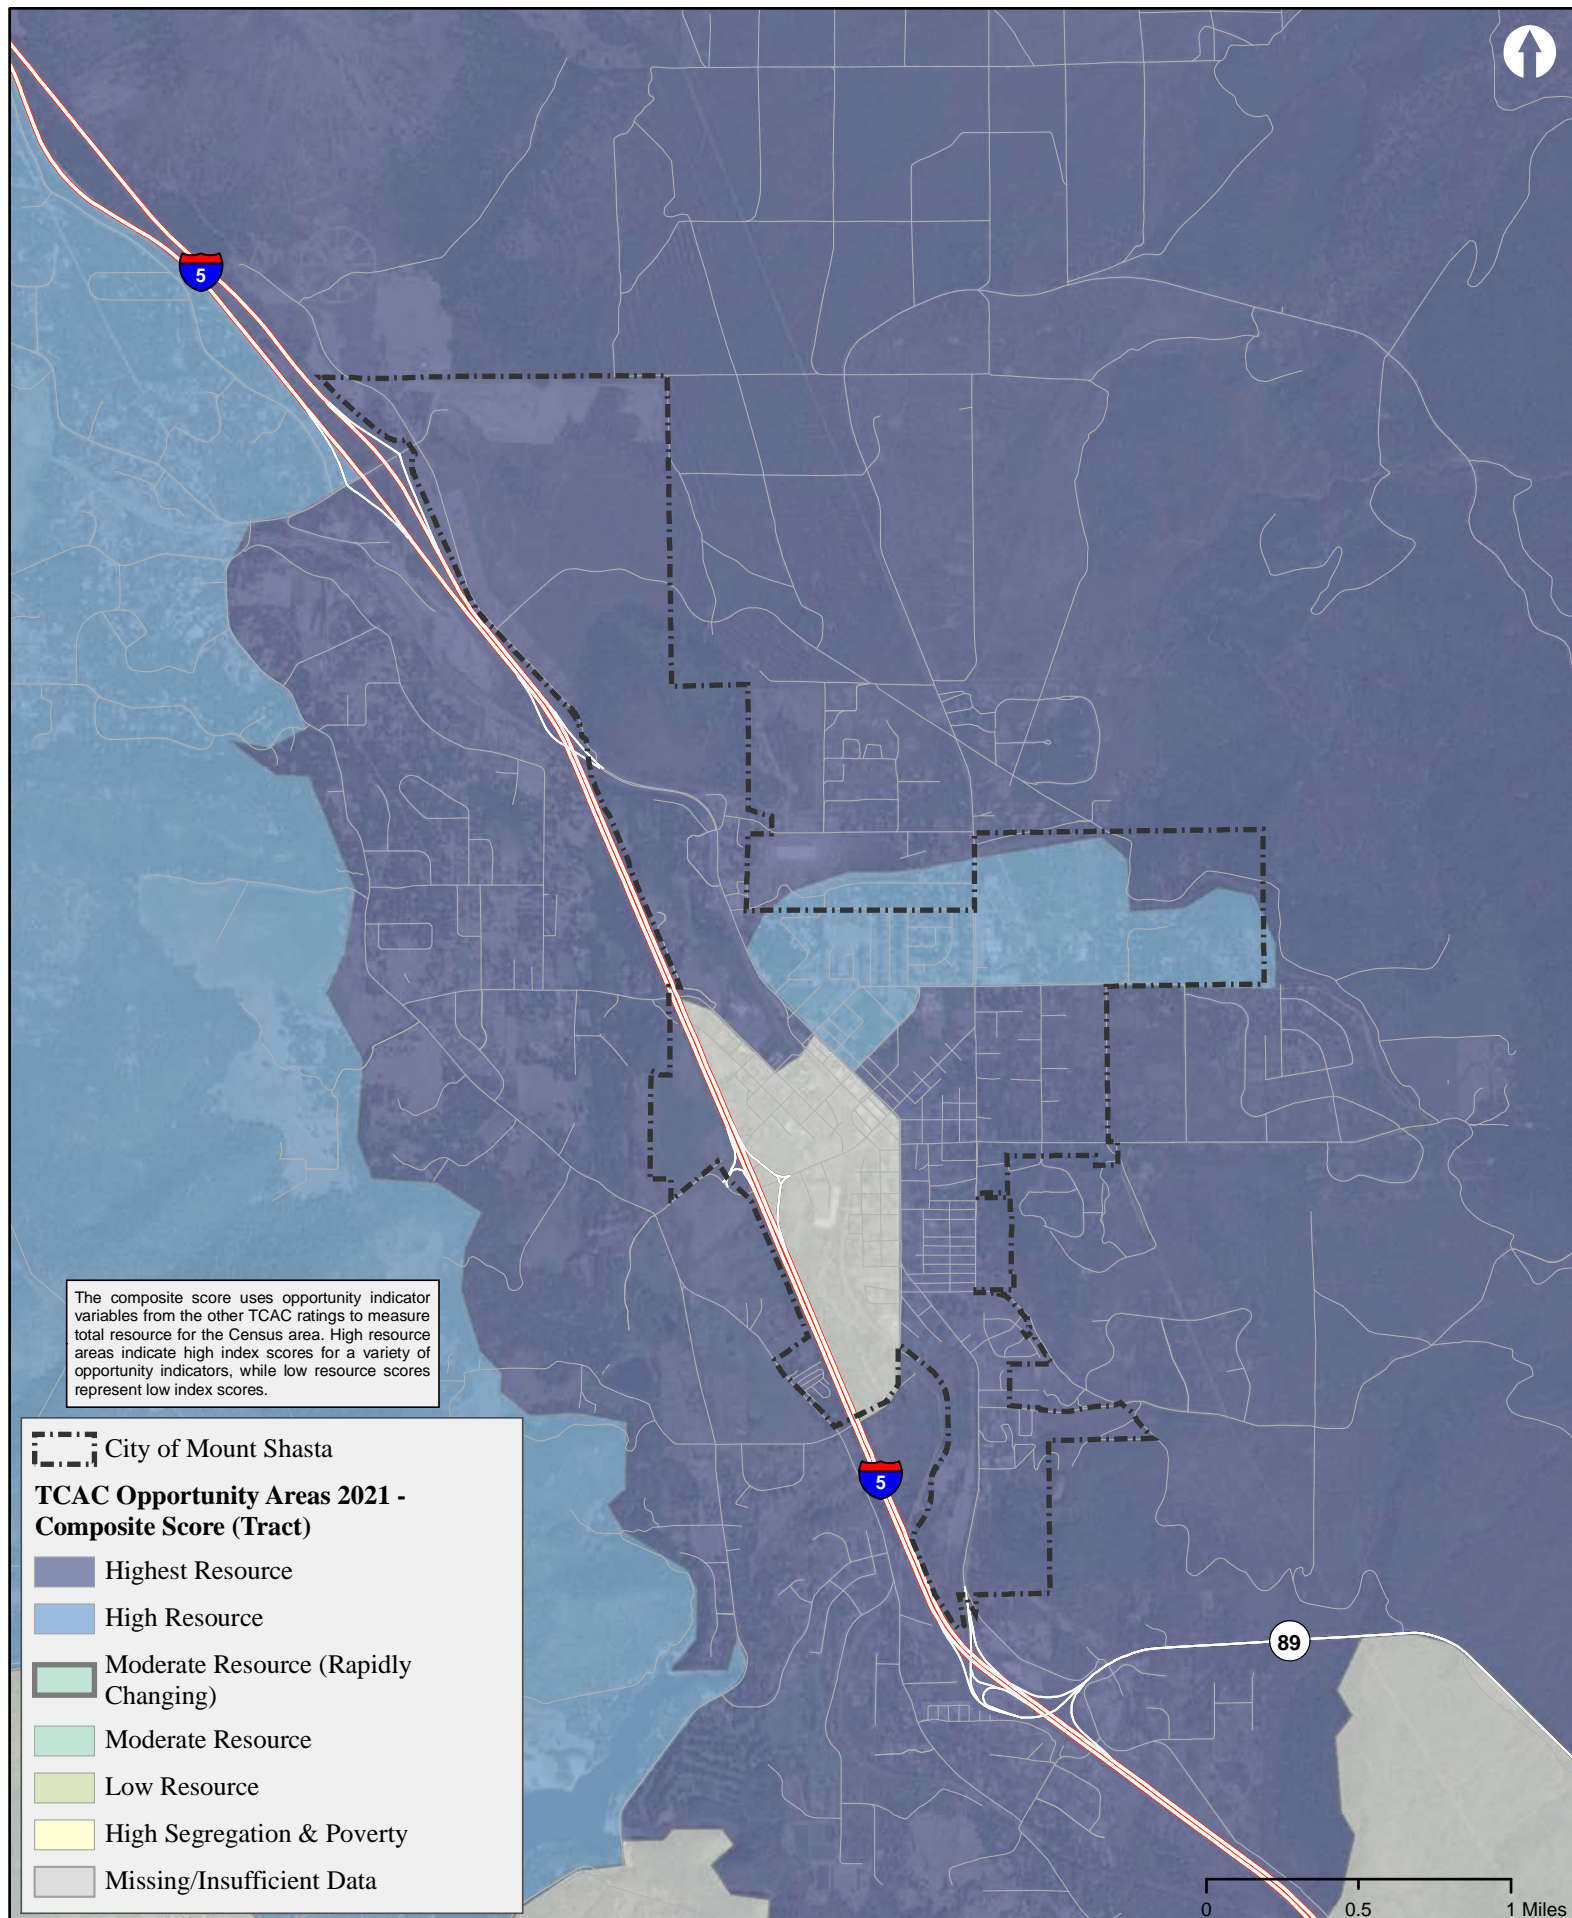 5
The composite score uses opportunity indicator
variables from the other TCAC ratings to measure
total resource for the Census area. High resource
areas indicate high index scores for a variety of
opportunity indicators, while low resource scores
represent low index scores.
City of Mount Shasta
TCAC Opportunity Areas 2021 -
Composite Score (Tract)
Highest Resource
High Resource
Moderate Resource (Rapidly
Changing)
Moderate Resource
Low Resource
High Segregation & Poverty
Missing/Insufficient Data
5
89
0 0.5 1 Miles